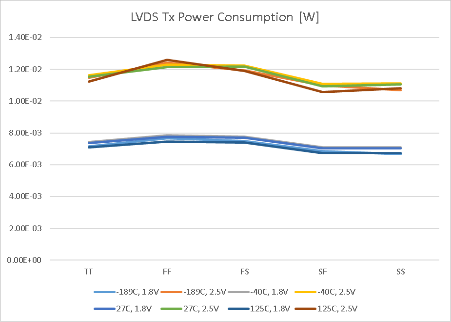 LVDS Tx Power Consumption [W]
1.40E-02
1.20E-02
1.00E-02
8.00E-03
6.00E-03
4.00E-03
2.00E-03
0.00E+00
TT FF FS SF SS
-189C, 1.8V -189C, 2.5V -40C, 1.8V -40C, 2.5V
27C, 1.8V 27C, 2.5V 125C, 1.8V 125C, 2.5V